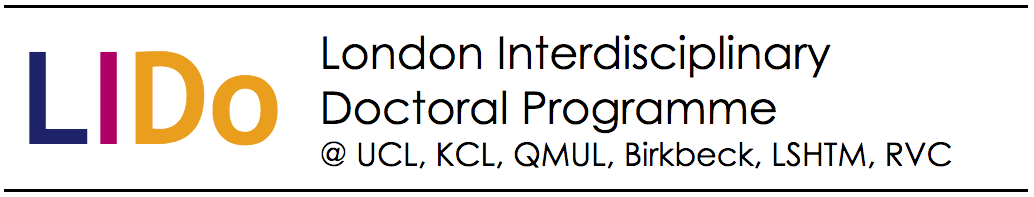 LIDo
London Interdisciplinary
Doctoral Programme
@ UCL, KCL, QMUL, Birkbeck, LSHTM, RVC